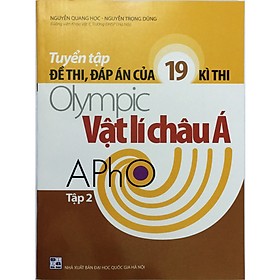 NGUYỄN QUANG HỌC - NGUYỄN TRỌNG DŨNG
Tuyển tập
ĐỀ THI, ĐÁP ÁN CỦA 19 KÌ THI
Olympic
Vật lí châu Á
APhO
Tập 2
NHÀ XUẤT BẢN ĐẠI HỌC QUỐC GIA HÀ NỘI